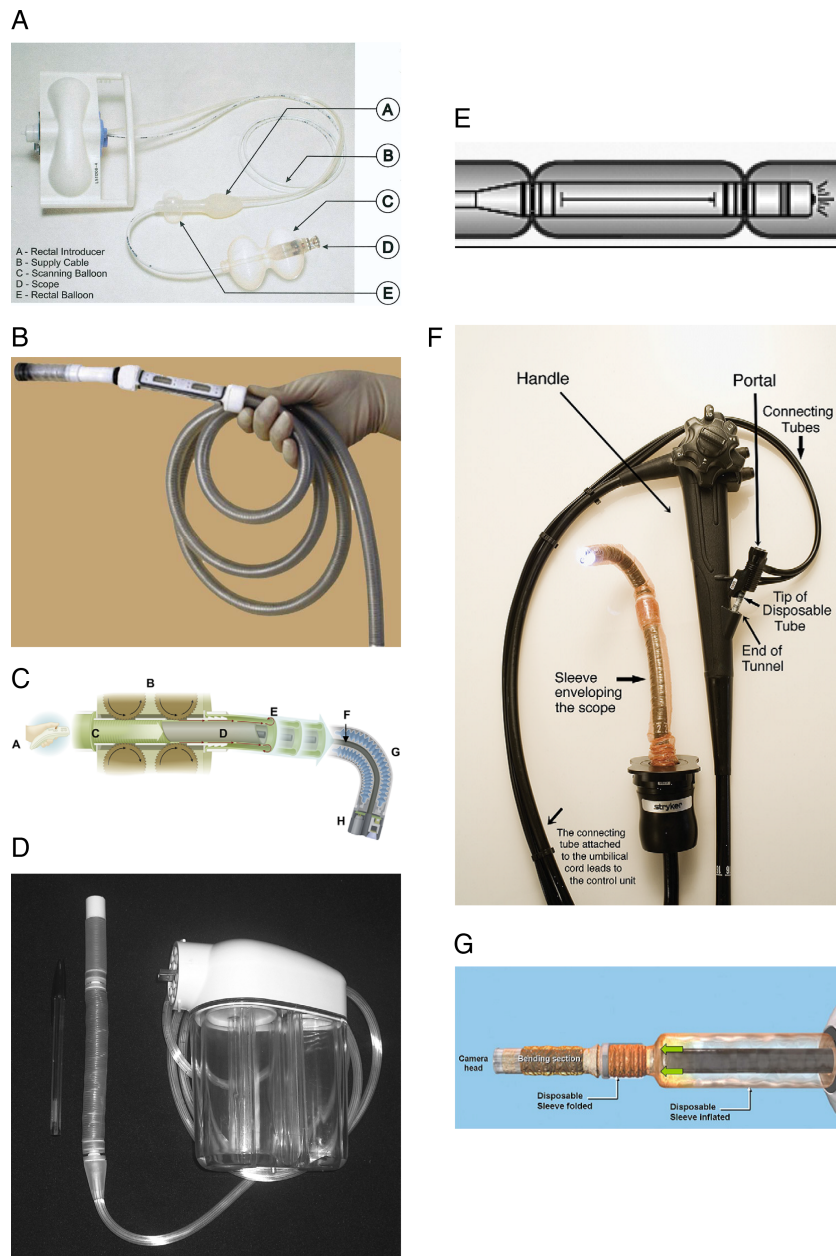 A
A
B
C
D
E
A - Rectal Introducer
B - Supply Cable
C - Scanning Balloon
D - Scope
E - Rectal Balloon
B
C
B
A
C
D
E
F
G
H
D
E
F
Handle
Portal
Connecting
Tubes
Tip of
Disposable
Tube
End of
Tunnel
Sleeve
enveloping
the scope
stryker
The connecting
tube attached
to the umbilical
cord leads to
the control unit
G
Camera
head
Bending section
Disposable
Sleeve folded
Disposable
Sleeve inflated